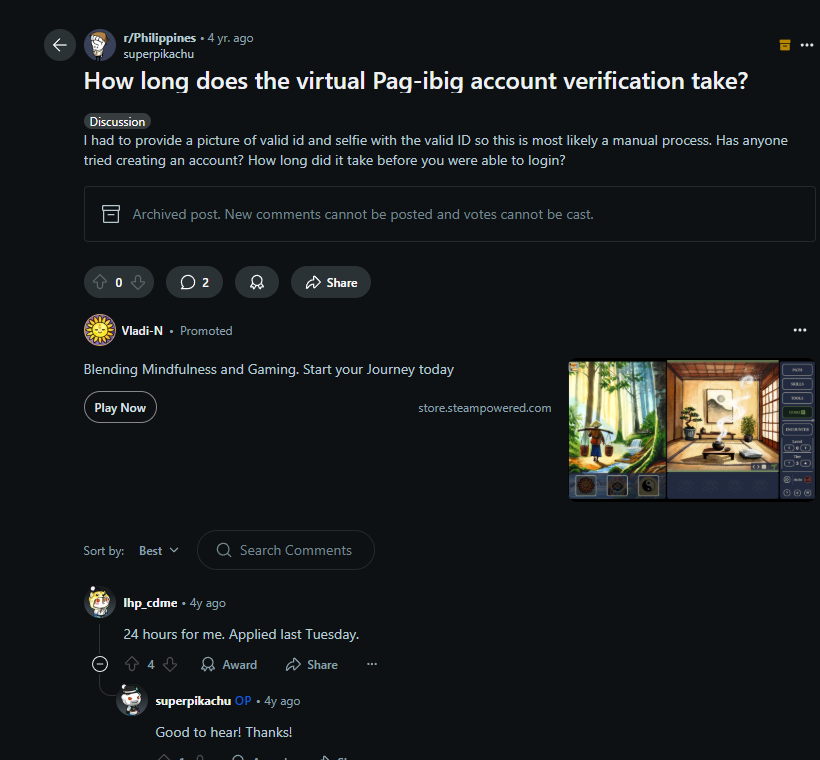 r/Philippines • 4 yr. ago
superpikachu
How long does the virtual Pag-ibig account verification take?
Discussion
I had to provide a picture of valid id and selfie with the valid ID so this is most likely a manual process. Has anyone
tried creating an account? How long did it take before you were able to login?
Archived post. New comments cannot be posted and votes cannot be cast.
0
2
Share
Vladi-N • Promoted
Blending Mindfulness and Gaming. Start your Journey today
Play Now
store.steampowered.com
PATH
SKILLS
TOOLS
ENCOUNTER
Level
Sort by: Best
Search Comments
lhp_cdme • 4y ago
24 hours for me. Applied last Tuesday.
4
Award
Share
superpikachu OP • 4y ago
Good to hear! Thanks!